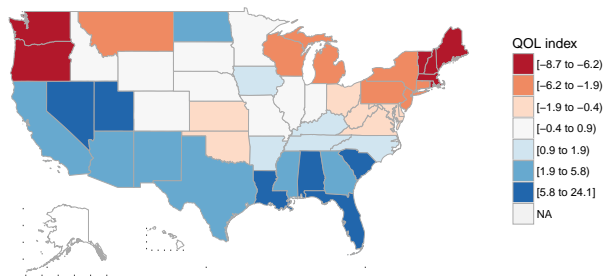 QOL index
[−8.7 to −6.2)
[−6.2 to −1.9)
[−1.9 to −0.4)
[−0.4 to 0.9)
[0.9 to 1.9)
[1.9 to 5.8)
[5.8 to 24.1]
NA